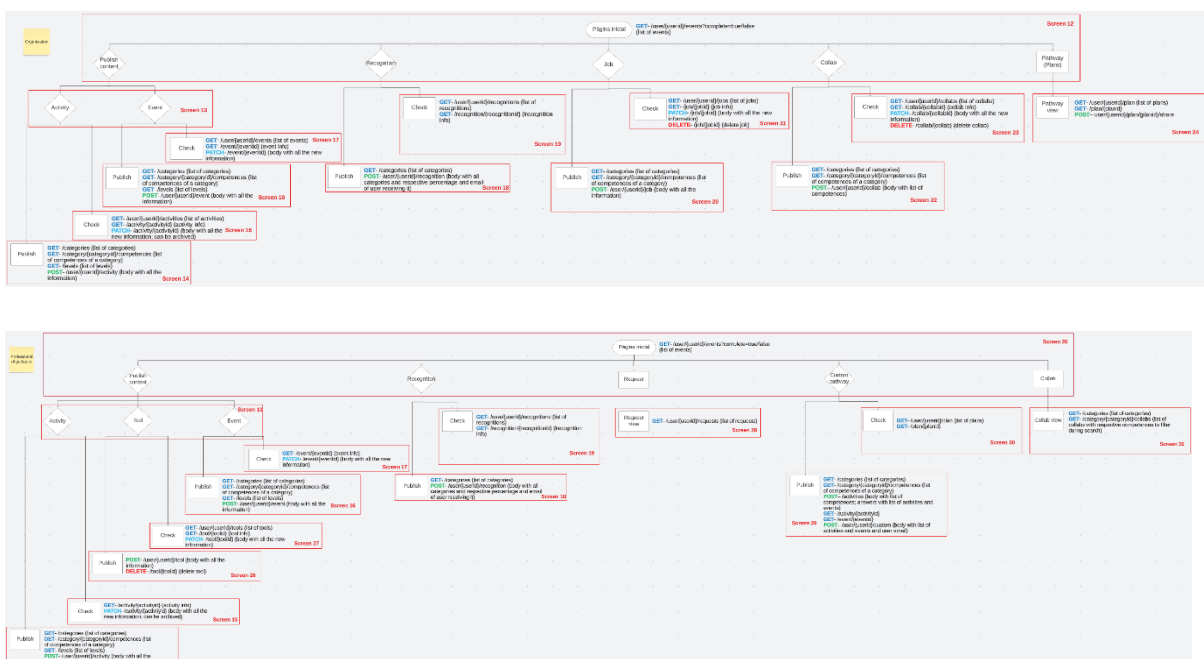 Organisation
Página inicial
GET- /user/{userid}/events?complete=true/false
(list of events)
Screen 12
Publish
content
Recognition
Job
Collab
Pathway
(Plans)
Activity
Event
Screen 13
Check
GET- /user/{userid}/recognitions (list of
recognitions)
GET- /recognition/{recognitionid} (recognition
info)
Screen 19
Check
GET- /user/{userid}/jobs (list of jobs)
GET- /job/{jobid} (job info)
PATCH- /job/{jobid} (body with all the new
information)
DELETE- /job/{jobid} (delete job)
Screen 21
Check
GET- /user/{userid}/collabs (list of collabs)
GET- /collab/{collabid} (collab info)
PATCH- /collab/{collabid} (body with all the new
information)
DELETE- /collab/{collabid} (delete collab)
Screen 23
Pathway
view
GET- /user/{userid}/plan (list of plans)
GET- /plan/{planid}
POST- user/{userid}/plan/{planid}/share
Screen 24
Check
GET- /user/{userid}/events (list of events)
GET- /event/{eventid} (event info)
PATCH- /event/{eventid} (body with all the new
information)
Screen 17
Publish
GET- /categories (list of categories)
GET- /category/{categoryid}/competences (list
of competences of a category)
GET- /levels (list of levels)
POST- /user/{userid}/event (body with all the
information)
Screen 16
Publish
GET- /categories (list of categories)
POST- /user/{userid}/recognition (body with all
categories and respective percentage and email
of user receiving it)
Screen 18
Publish
GET- /categories (list of categories)
GET- /category/{categoryid}/competences (list
of competences of a category)
POST- /user/{userid}/job (body with all the
information)
Screen 20
Publish
GET- /categories (list of categories)
GET- /category/{categoryid}/competences (list
of competences of a category)
POST- /user/{userid}/collab (body with list of
competences)
Screen 22
Check
GET- /user/{userid}/activities (list of activities)
GET- /activity/{activityid} (activity info)
PATCH- /activity/{activityid} (body with all the
new information; can be archived)
Screen 15
Publish
GET- /categories (list of categories)
GET- /category/{categoryid}/competences (list
of competences of a category)
GET- /levels (list of levels)
POST- /user/{userid}/activity (body with all the
information)
Screen 14
Professional
Página inicial
GET- /user/{userid}/events?complete=true/false
(list of events)
Publish
content
Recognition
Request
Custom
pathway
Collab
Activity
Tool
Event
Screen 13
Check
GET- /user/{userid}/recognitions (list of
recognitions)
GET- /recognition/{recognitionid} (recognition
info)
Screen 19
Request
view
GET- /user/{userid}/requests (list of requests)
Check
GET- /user/{userid}/plan (list of plans)
GET- /plan/{planid}
Screen 30
Collab view
GET- /categories (list of categories)
GET- /category/{categoryid}/collabs (list of
collabs with respective competences to filter
during search)
Screen 31
Check
GET- /event/{eventid} (event info)
PATCH- /event/{eventid} (body with all the new
information)
Screen 17
Publish
GET- /categories (list of categories)
GET- /category/{categoryid}/competences (list
of competences of a category)
GET- /levels (list of levels)
POST- /user/{userid}/event (body with all the
information)
Screen 16
Publish
GET- /categories (list of categories)
POST- /user/{userid}/recognition (body with all
categories and respective percentage and email
of user receiving it)
Screen 18
Publish
GET- /categories (list of categories)
GET- /category/{categoryid}/competences (list
of competences of a category)
POST- /activities (body with list of
competences; answers with list of activities and
events)
GET- /activity/{activityid}
GET- /event/{eventid}
POST- /user/{userid}/custom (body with list of
activities and events and user email)
Screen 29
Check
GET- /user/{userid}/tools (list of tools)
GET- /tool/{toolid} (tool info)
PATCH- /tool/{toolid} (body with all the new
information)
Screen 27
Publish
POST- /user/{userid}/tool (body with all the
information)
DELETE- /tool/{toolid} (delete tool)
Screen 26
Check
GET- /activity/{activityid} (activity info)
PATCH- /activity/{activityid} (body with all the
new information; can be archived)
Screen 15
Publish
GET- /categories (list of categories)
GET- /category/{categoryid}/competences (list
of competences of a category)
GET- /levels (list of levels)
POST- /user/{userid}/activity (body with all the